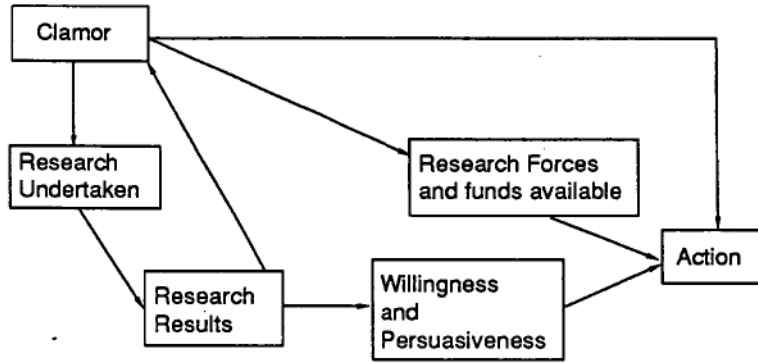 Clamor
Research
Undertaken
Research Forces
and funds available
Action
Research
Results
Willingness
and
Persuasiveness